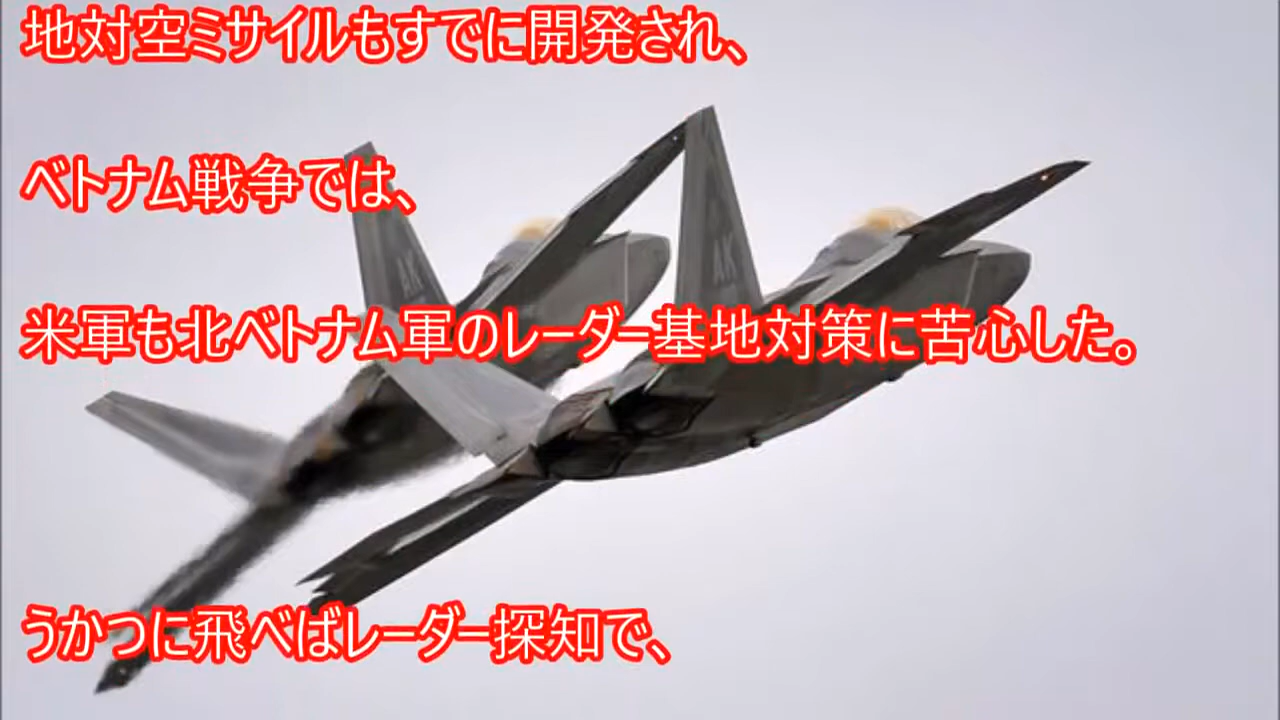 地対空ミサイルもすでに開発され、
ベトナム戦争では、
AK
AK
米軍も北ベトナム軍のレーダー基地対策に苦心した。
うかつに飛べばレーダー探知で、